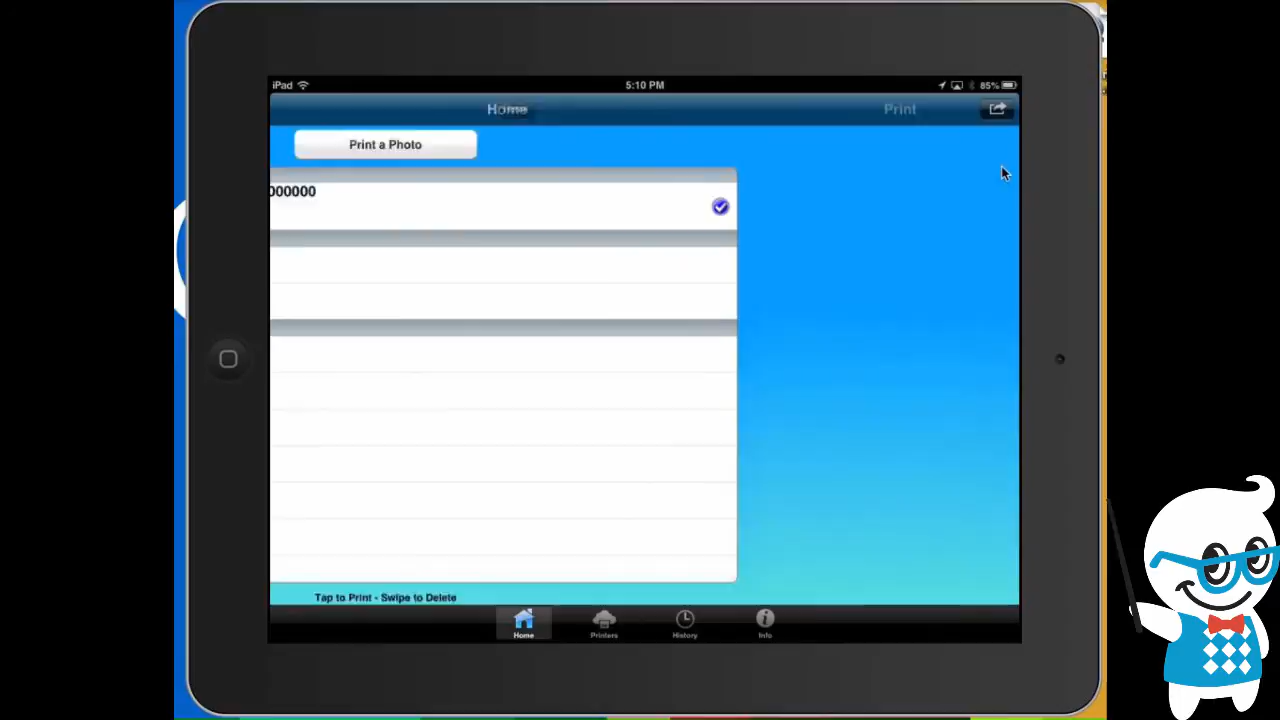 iPad 5:10 PM 85%
Home Print
Print a Photo
000000
Tap to Print - Swipe to Delete
Home Printers History Info